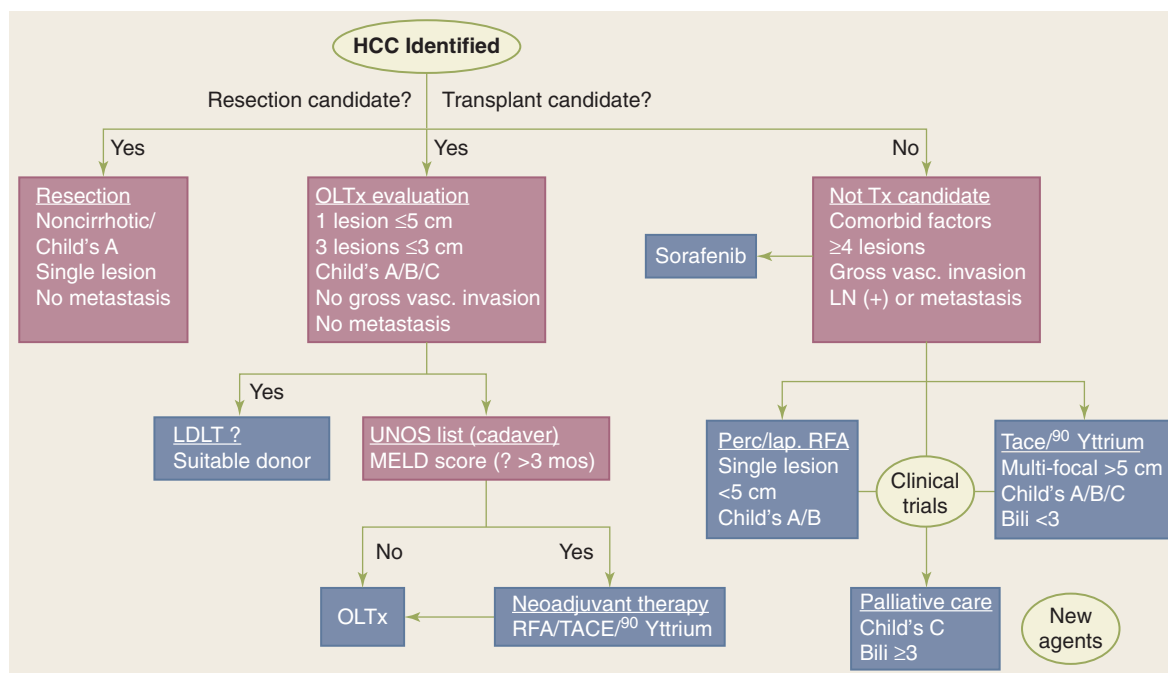 HCC Identified
Resection candidate?
Transplant candidate?
Yes
Yes
No
Resection
Noncirrhotic/
Child's A
Single lesion
No metastasis
OLTx evaluation
1 lesion ≤5 cm
3 lesions ≤3 cm
Child's A/B/C
No gross vasc. invasion
No metastasis
Sorafenib
Not Tx candidate
Comorbid factors
≥4 lesions
Gross vasc. invasion
LN (+) or metastasis
Yes
LDLT ?
Suitable donor
UNOS list (cadaver)
MELD score (? >3 mos)
Perc/lap. RFA
Single lesion
<5 cm
Child's A/B
Clinical
trials
Tace/⁹⁰ Yttrium
Multi-focal >5 cm
Child's A/B/C
Bili <3
No
Yes
OLTx
Neoadjuvant therapy
RFA/TACE/⁹⁰ Yttrium
Palliative care
Child's C
Bili ≥3
New
agents